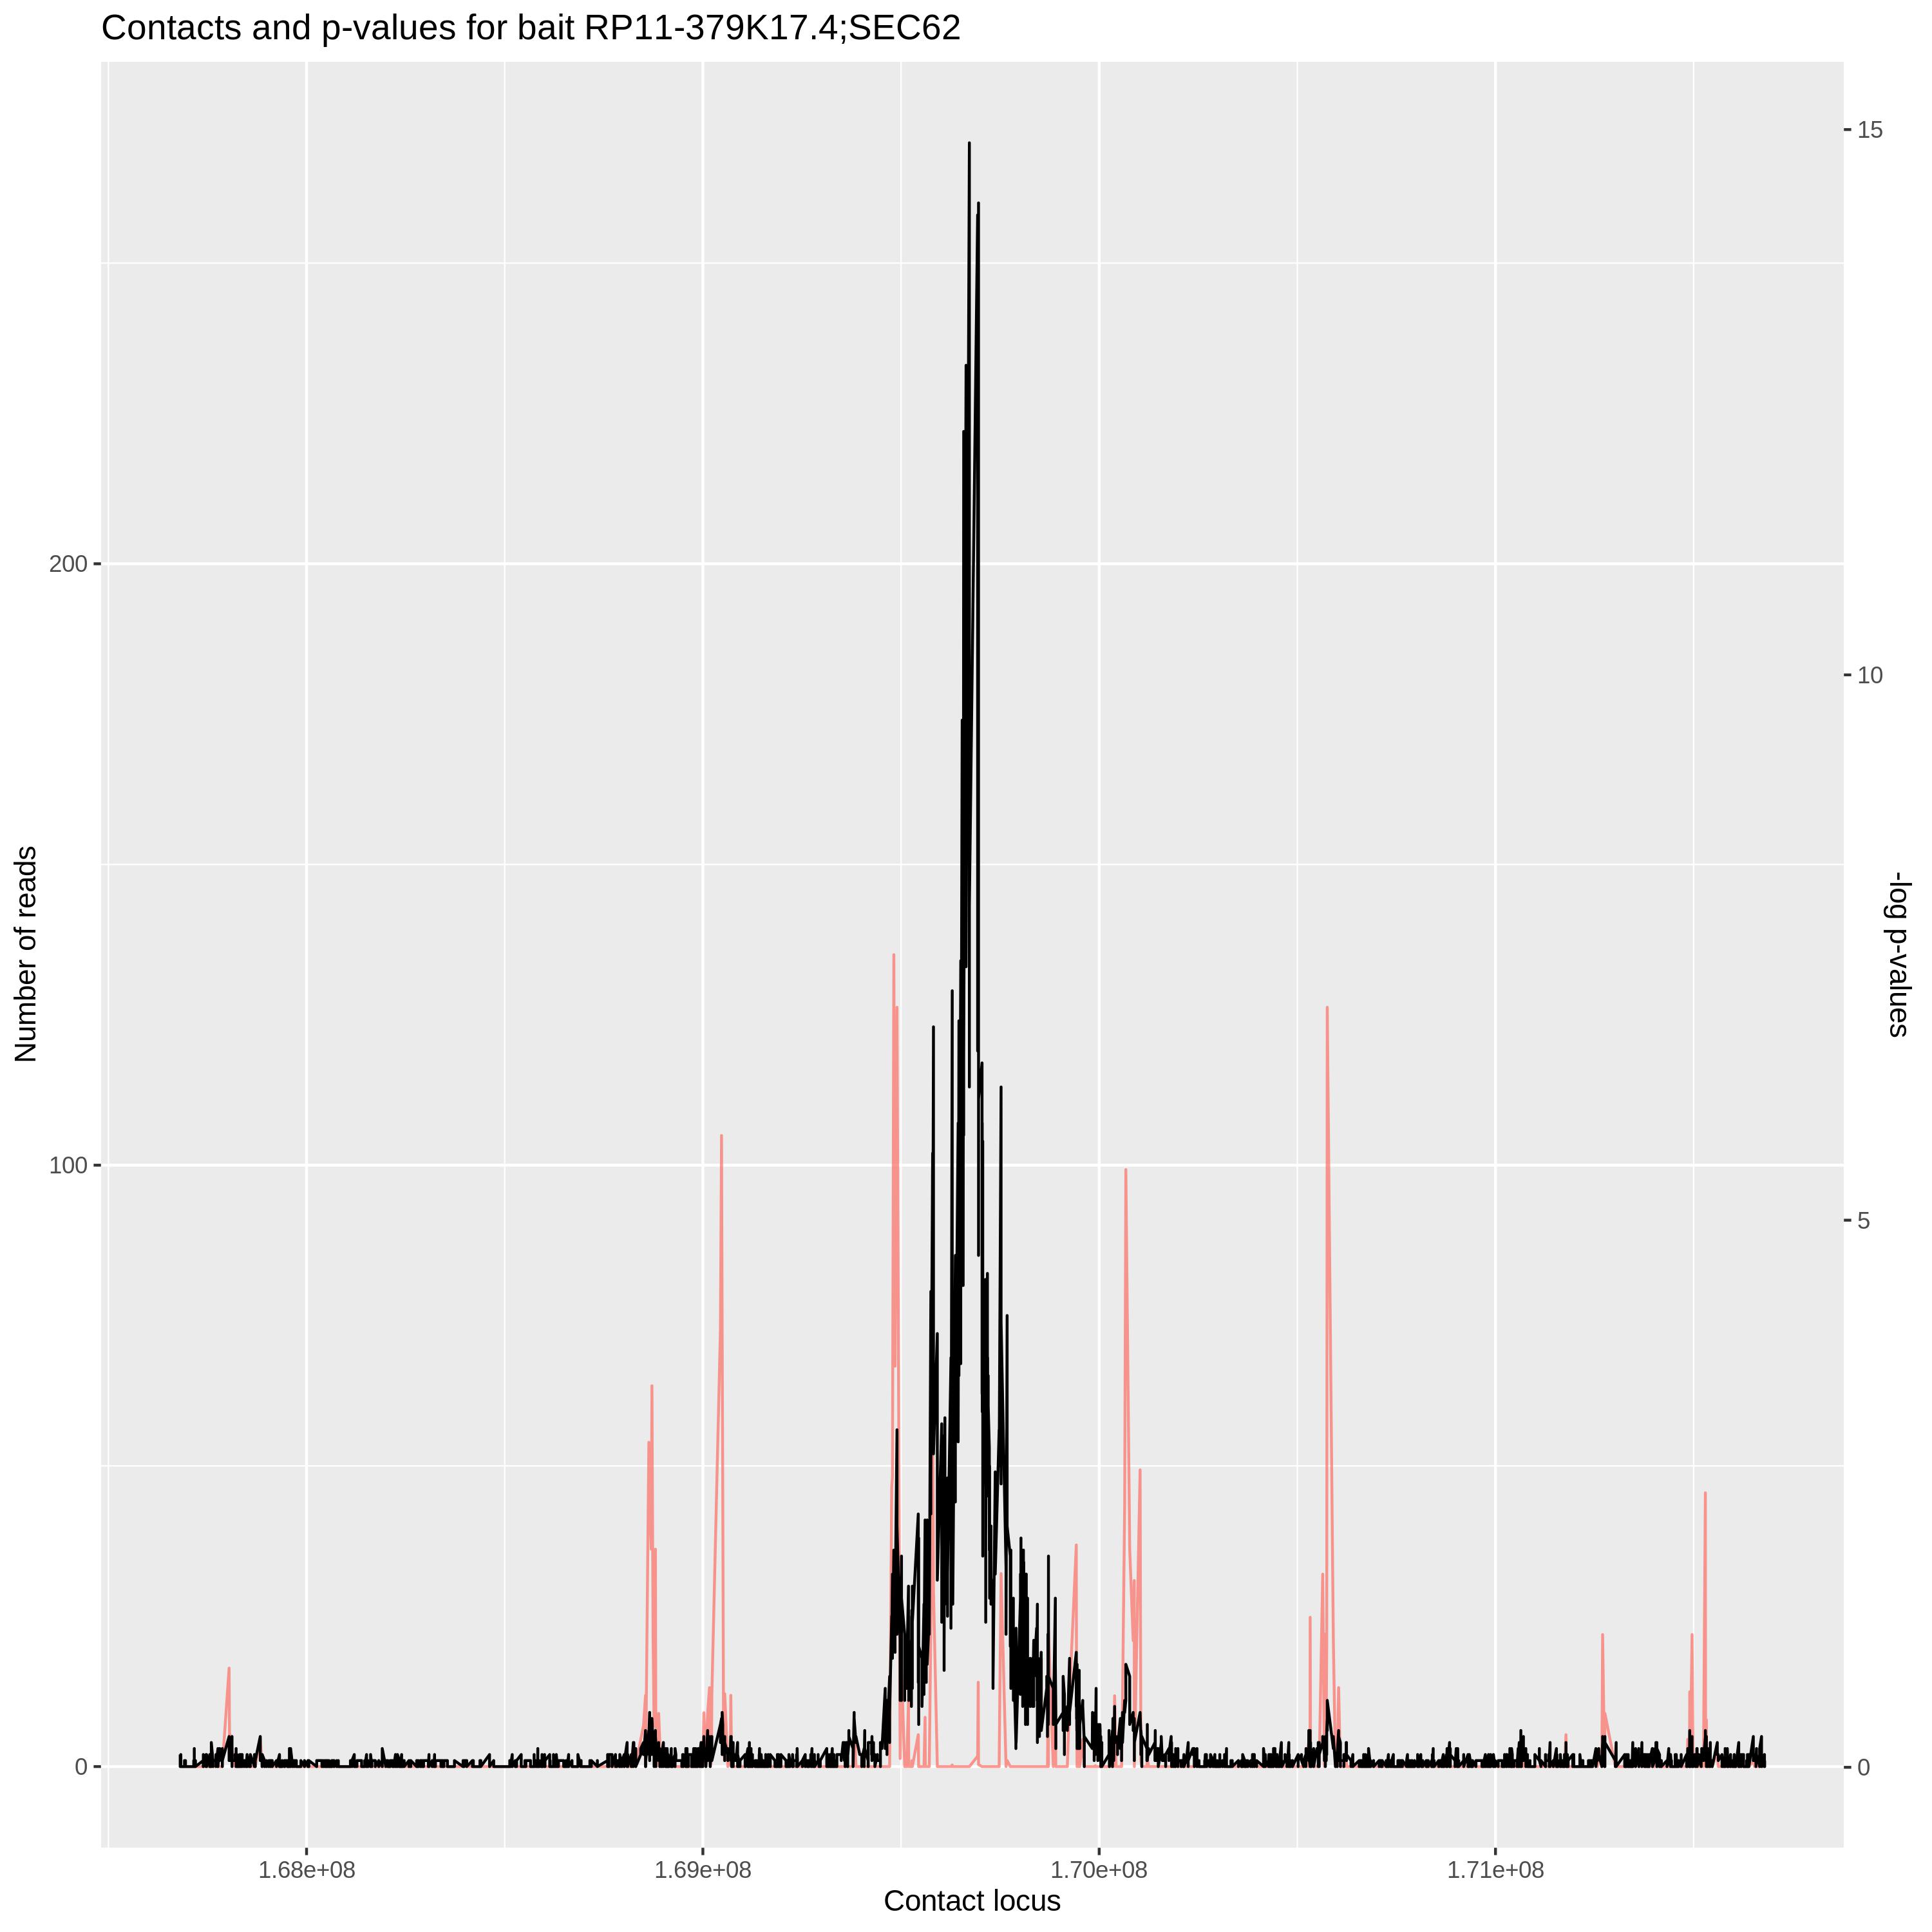 Contacts and p-values for bait RP11-379K17.4;SEC62
Number of reads
200
100
0
15
10
5
0
-log p-values
1.68e+08
1.69e+08
1.70e+08
1.71e+08
Contact locus